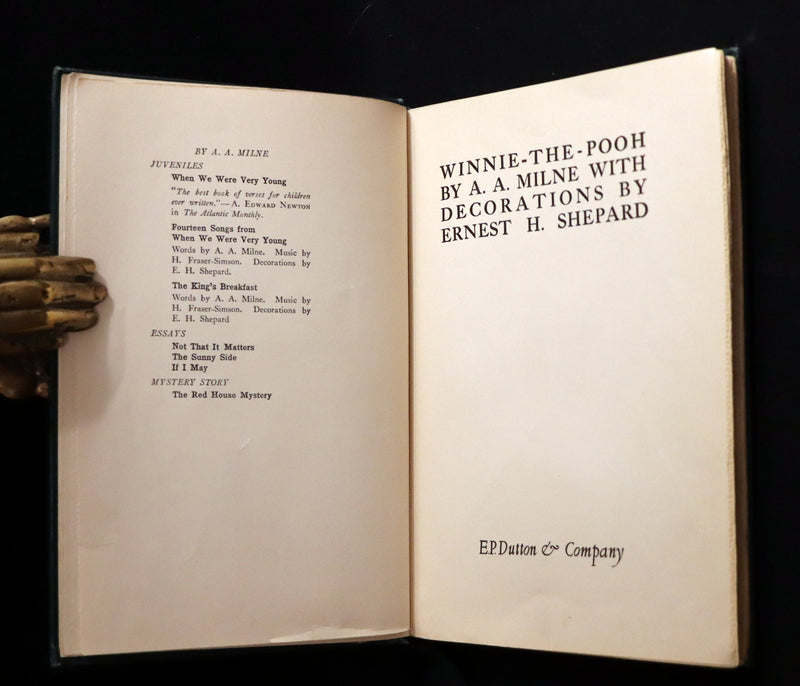 BY A. A. MILNE
JUVENILES
When We Were Very Young
"The best book of verses for children
ever written."—A. EDWARD NEWTON
in The Atlantic Monthly.
Fourteen Songs from
When We Were Very Young
Words by A. A. Milne. Music by
H. Fraser-Simson. Decorations by
E. H. Shepard.
The King's Breakfast
Words by A. A. Milne. Music by
H. Fraser-Simson. Decorations by
E. H. Shepard
ESSAYS
Not That It Matters
The Sunny Side
If I May
MYSTERY STORY
The Red House Mystery
WINNIE-THE-POOH
BY A. A. MILNE WITH
DECORATIONS BY
ERNEST H. SHEPARD
E.P.Dutton & Company